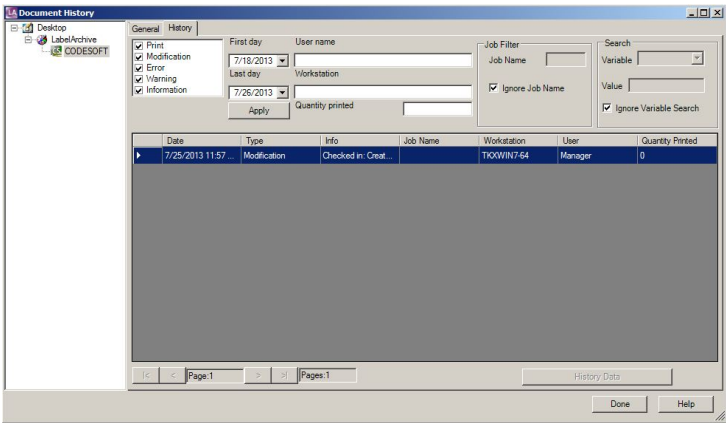 LA Document History
Desktop
LabelArchive
CODESOFT
General History
Print
Modification
Error
Warning
Information
First day
7/18/2013
Last day
7/26/2013
Apply
User name
Workstation
Quantity printed
Job Filter
Job Name
Ignore Job Name
Search
Variable
Value
Ignore Variable Search
Date Type Info Job Name Workstation User Quantity Printed
7/25/2013 11:57 ... Modification Checked in: Creat... TKXWIN7-64 Manager 0
|< < Page:1 > >| Pages:1 History Data
Done Help